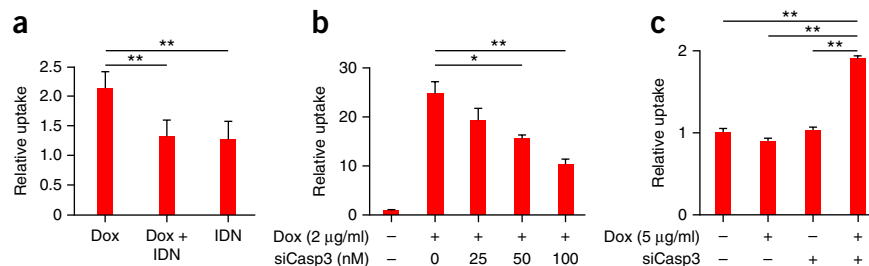 a
**
**
Relative uptake
2.5
2.0
1.5
1.0
0.5
0.0
Dox
Dox +
IDN
IDN
b
**
*
Relative uptake
30
20
10
0
Dox (2 µg/ml) – + + + +
siCasp3 (nM) – 0 25 50 100
c
**
**
**
Relative uptake
2
1
0
Dox (5 µg/ml) – + – +
siCasp3 – – + +